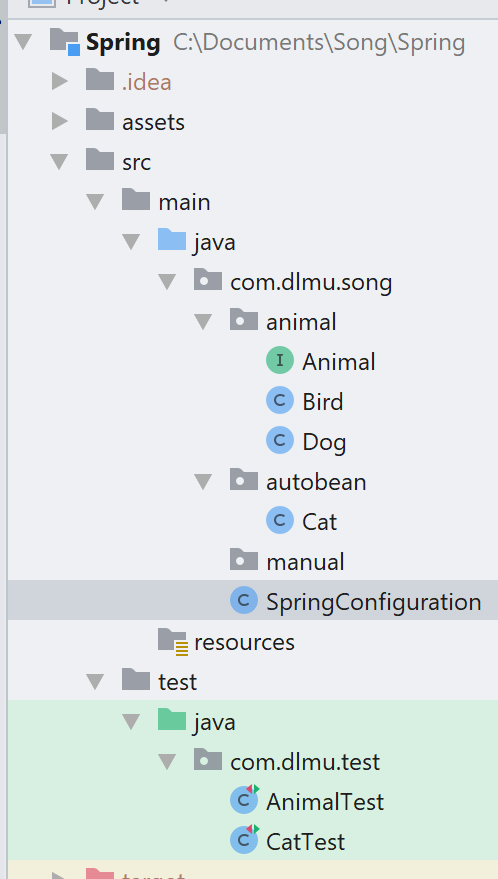 Project
Spring C:\Documents\Song\Spring
.idea
assets
src
main
java
com.dlmu.song
animal
I Animal
C Bird
C Dog
autobean
C Cat
manual
C SpringConfiguration
resources
test
java
com.dlmu.test
C AnimalTest
C CatTest
target